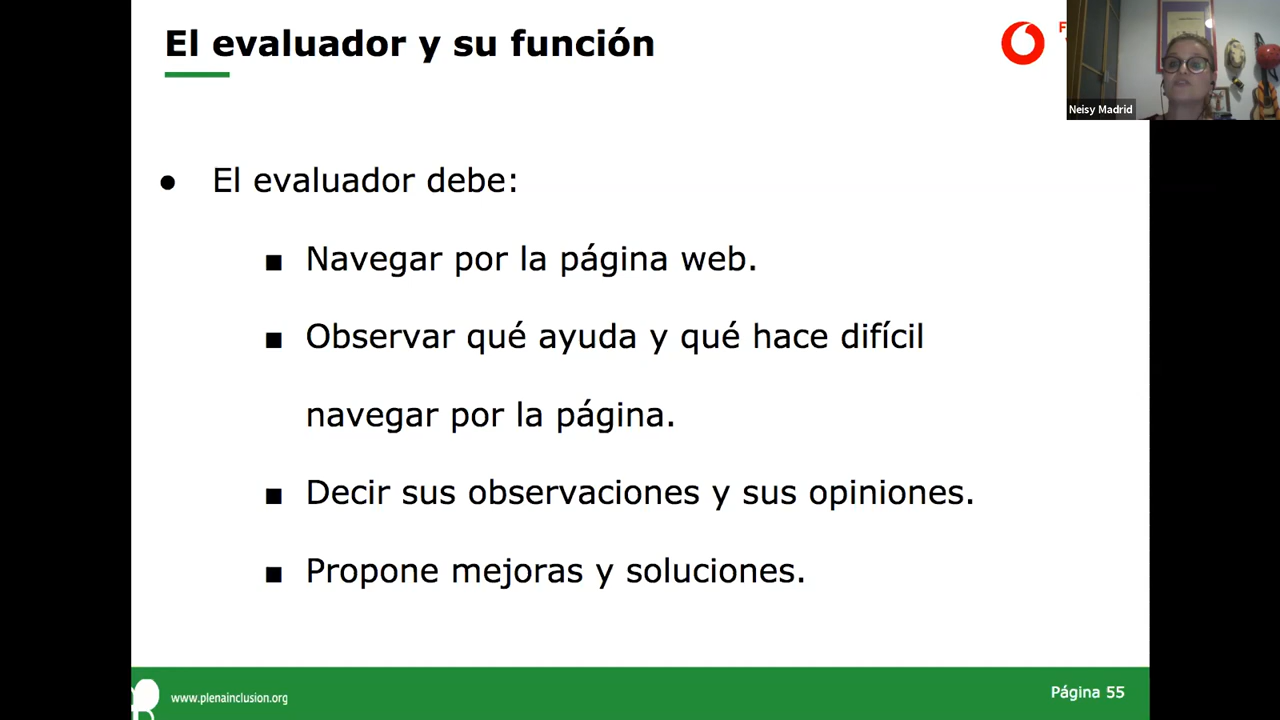 El evaluador y su función
F
Neisy Madrid
● El evaluador debe:
■ Navegar por la página web.
■ Observar qué ayuda y qué hace difícil
navegar por la página.
■ Decir sus observaciones y sus opiniones.
■ Propone mejoras y soluciones.
www.plenainclusion.org
Página 55